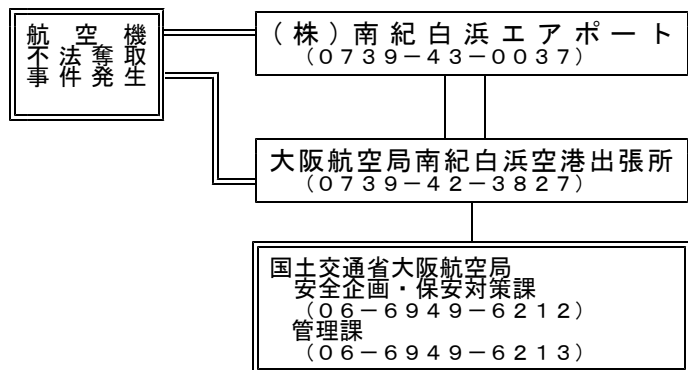 航空機
不法奪取
事件発生
（株）南紀白浜エアポート
（０７３９－４３－００３７）
大阪航空局南紀白浜空港出張所
（０７３９－４２－３８２７）
国土交通省大阪航空局
安全企画・保安対策課
（０６－６９４９－６２１２）
管理課
（０６－６９４９－６２１３）